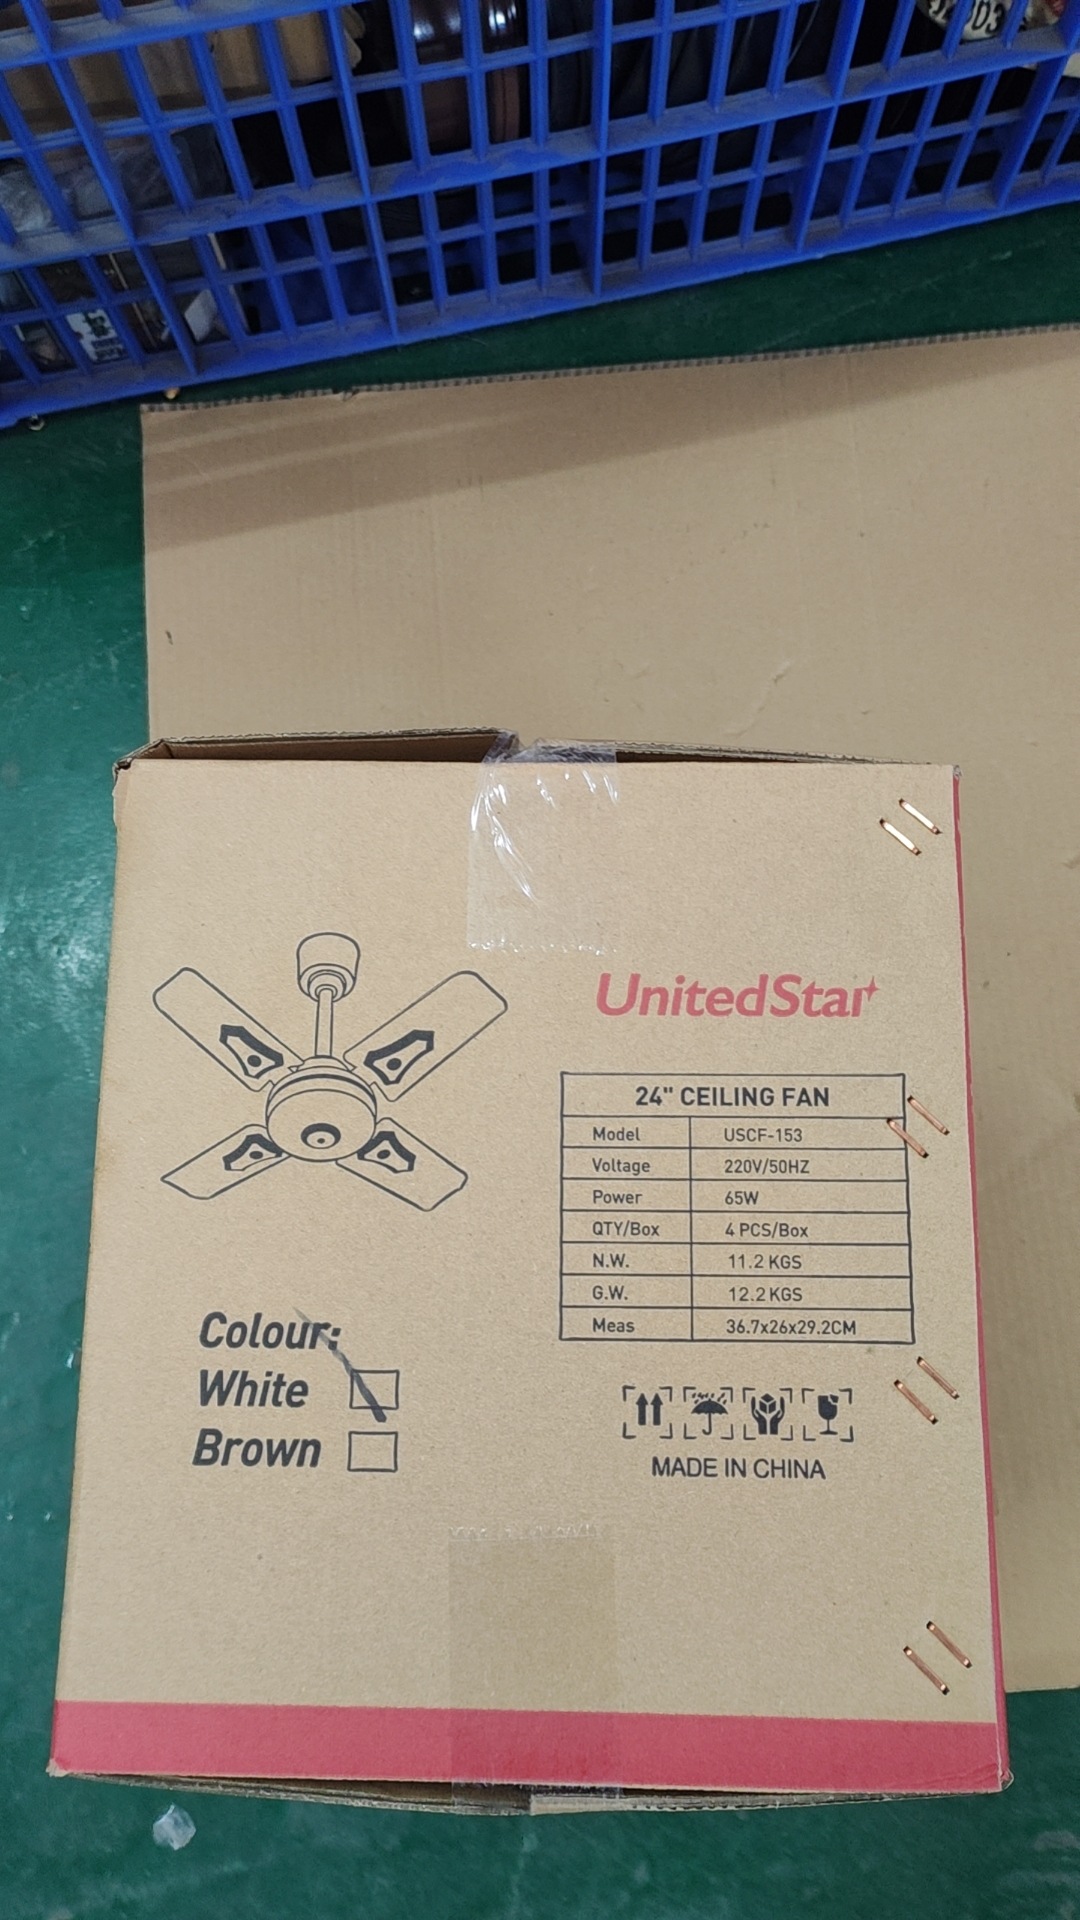 UnitedStar
24" CEILING FAN
Model USCF-153
Voltage 220V/50HZ
Power 65W
QTY/Box 4 PCS/Box
N.W. 11.2 KGS
G.W. 12.2 KGS
Meas 36.7x26x29.2CM
Colour:
White
Brown
MADE IN CHINA